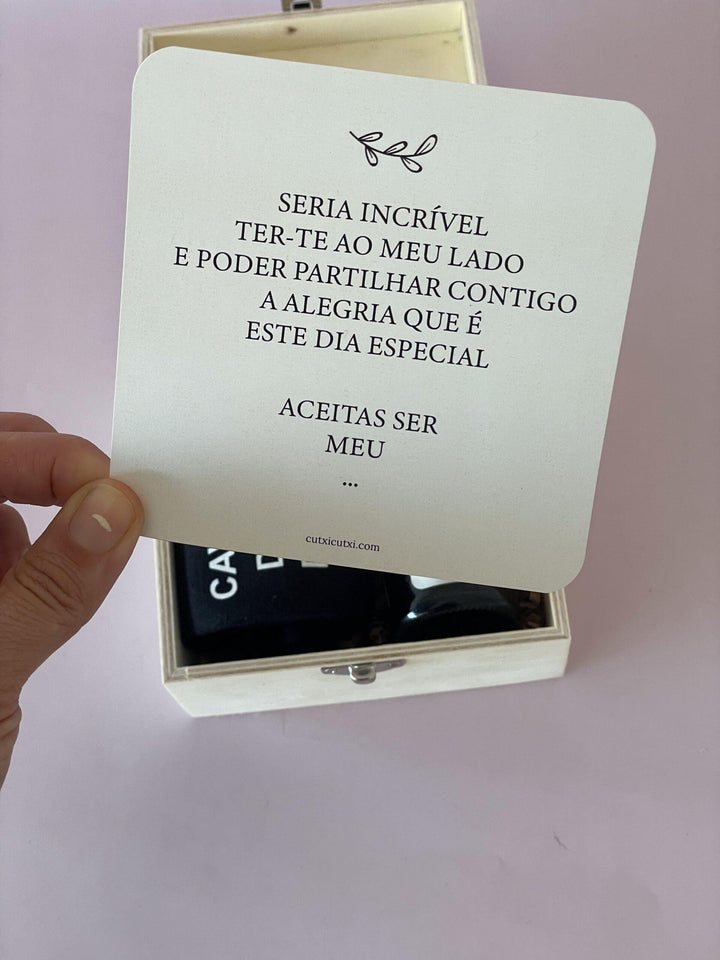 SERIA INCRÍVEL
TER-TE AO MEU LADO
E PODER PARTILHAR CONTIGO
A ALEGRIA QUE É
ESTE DIA ESPECIAL
ACEITAS SER
MEU
...
cutxicutxi.com